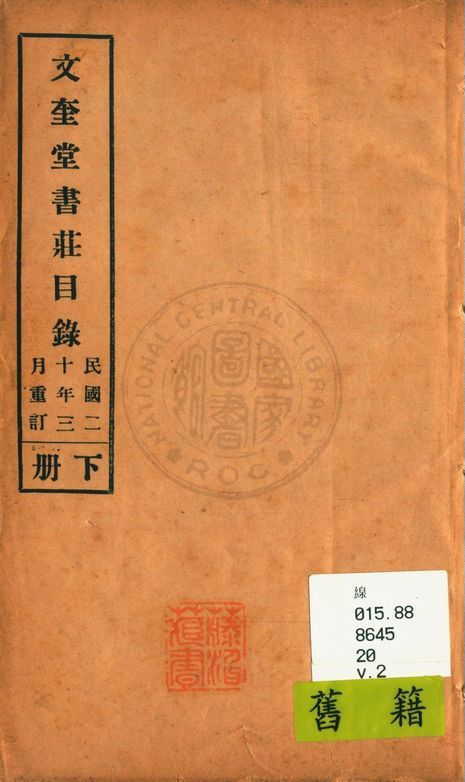 文奎堂書莊目錄
民國二
十年三
月重訂
下册
NATIONAL CENTRAL LIBRARY
國家圖書館
ROC
線
015.88
8645
20
v.2
舊籍